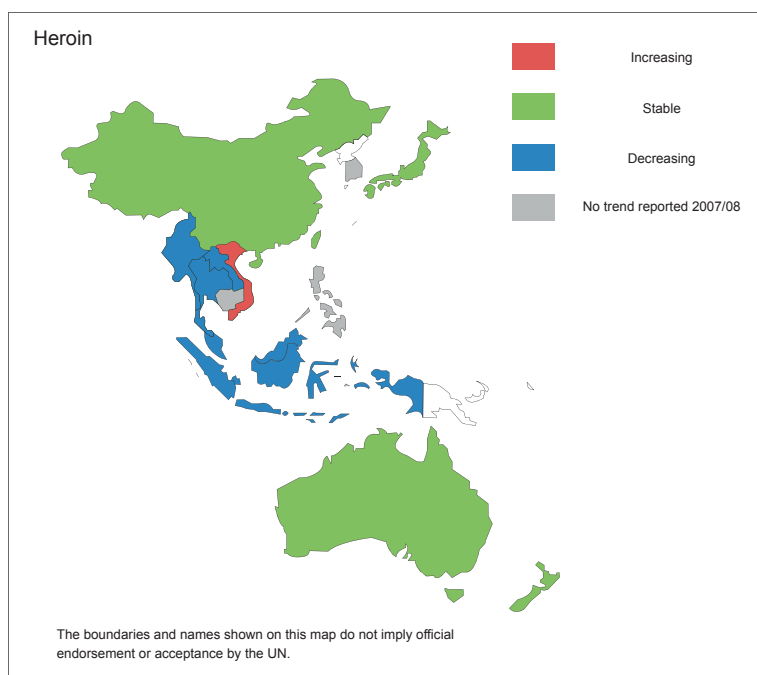 Heroin
Increasing
Stable
Decreasing
No trend reported 2007/08
The boundaries and names shown on this map do not imply official
endorsement or acceptance by the UN.